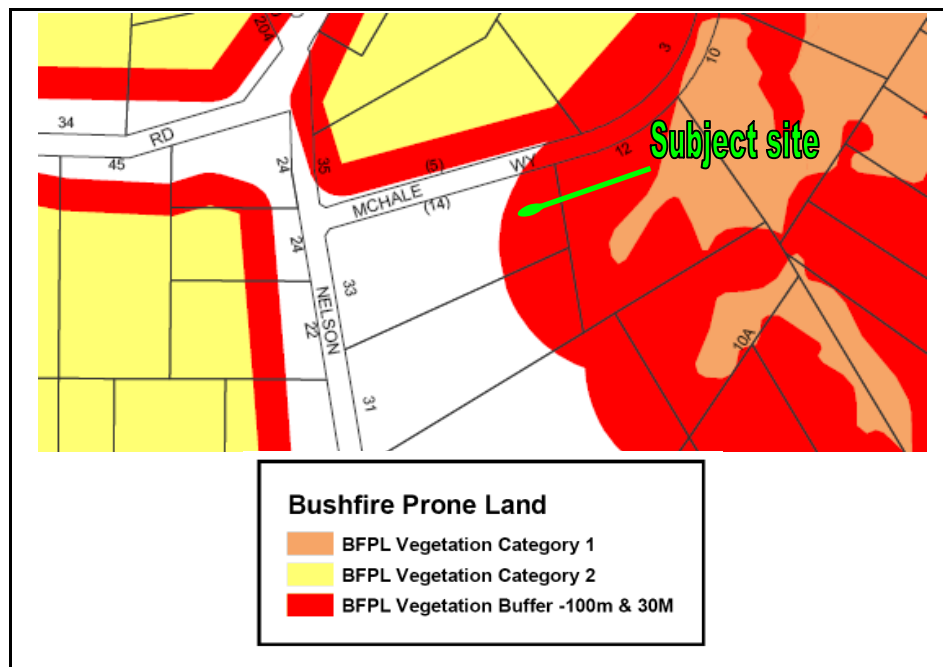 204
34
RD
45
24
35
(5)
3
10
12
Subject site
MCHALE
WY
(14)
24
NELSON
33
22
31
10A
Bushfire Prone Land
BFPL Vegetation Category 1
BFPL Vegetation Category 2
BFPL Vegetation Buffer -100m & 30M